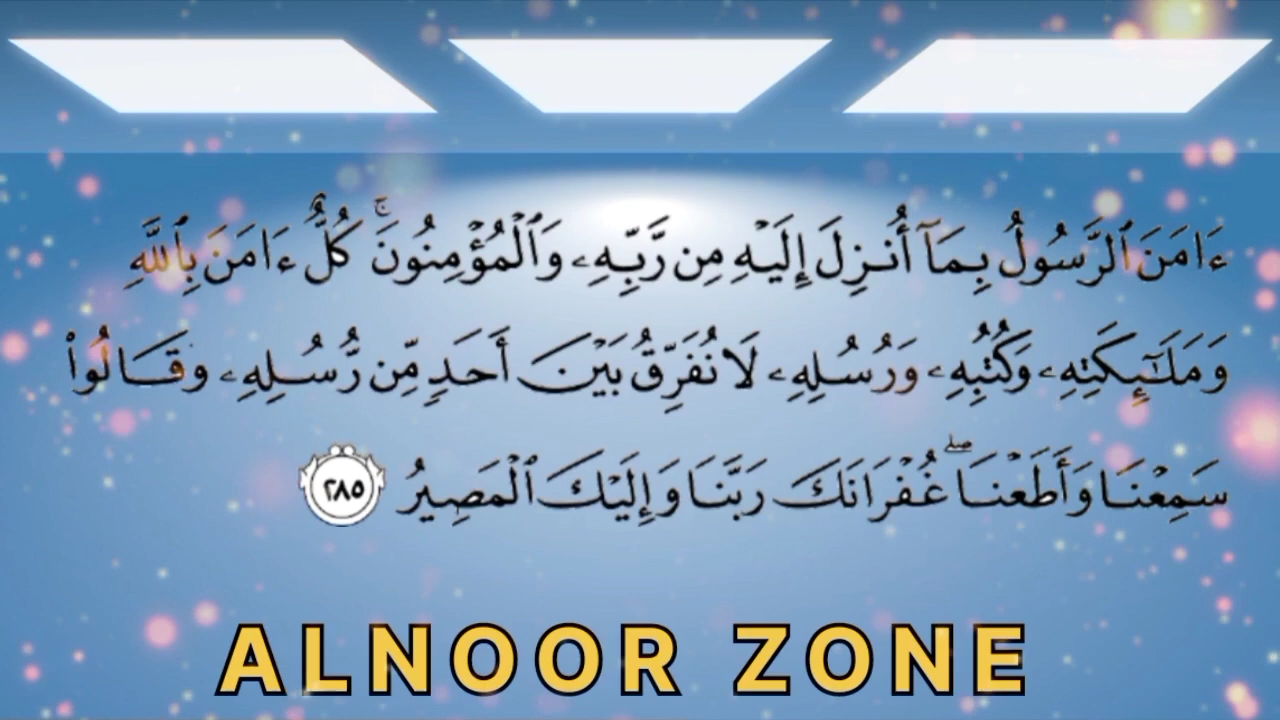 ءَامَنَ ٱلرَّسُولُ بِمَآ أُنزِلَ إِلَيْهِ مِن رَّبِّهِۦ وَٱلْمُؤْمِنُونَ ۚ كُلٌّ ءَامَنَ بِٱللَّهِ
وَمَلَـٰٓئِكَتِهِۦ وَكُتُبِهِۦ وَرُسُلِهِۦ لَا نُفَرِّقُ بَيْنَ أَحَدٍ مِّن رُّسُلِهِۦ وَقَالُوا۟
سَمِعْنَا وَأَطَعْنَا ۖ غُفْرَانَكَ رَبَّنَا وَإِلَيْكَ ٱلْمَصِيرُ ٢٨٥
ALNOOR ZONE